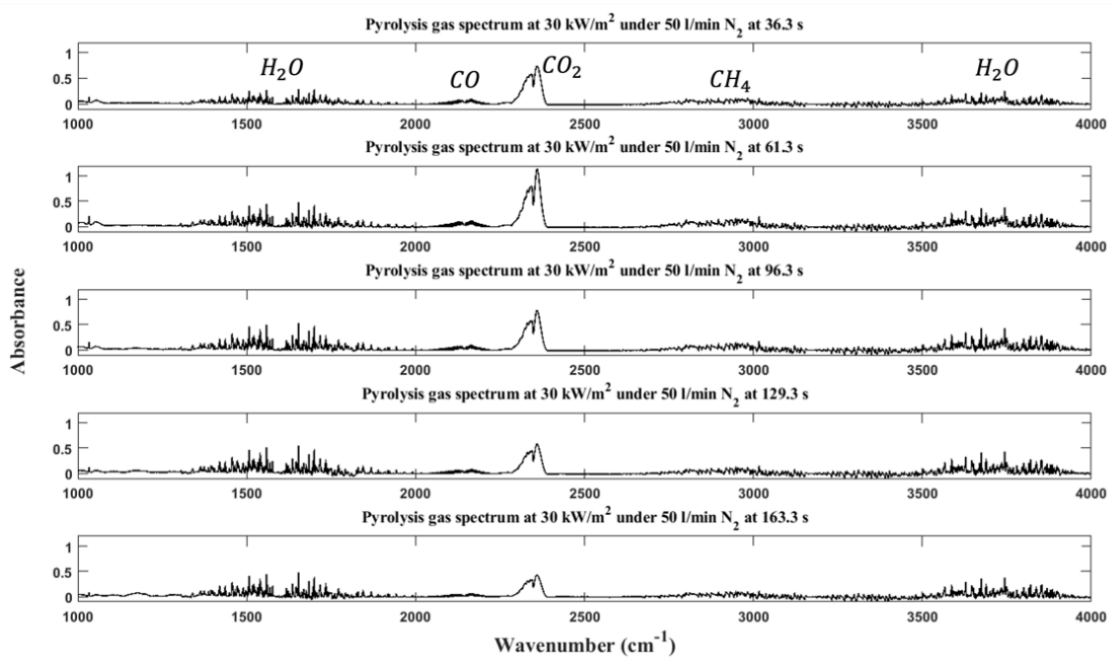 Pyrolysis gas spectrum at 30 kW/m² under 50 l/min N₂ at 36.3 s
1
0.5
0
H₂O
CO
CO₂
CH₄
H₂O
1000 1500 2000 2500 3000 3500 4000
Pyrolysis gas spectrum at 30 kW/m² under 50 l/min N₂ at 61.3 s
1
0.5
0
1000 1500 2000 2500 3000 3500 4000
Pyrolysis gas spectrum at 30 kW/m² under 50 l/min N₂ at 96.3 s
1
0.5
0
1000 1500 2000 2500 3000 3500 4000
Pyrolysis gas spectrum at 30 kW/m² under 50 l/min N₂ at 129.3 s
1
0.5
0
1000 1500 2000 2500 3000 3500 4000
Pyrolysis gas spectrum at 30 kW/m² under 50 l/min N₂ at 163.3 s
1
0.5
0
1000 1500 2000 2500 3000 3500 4000
Absorbance
Wavenumber (cm⁻¹)